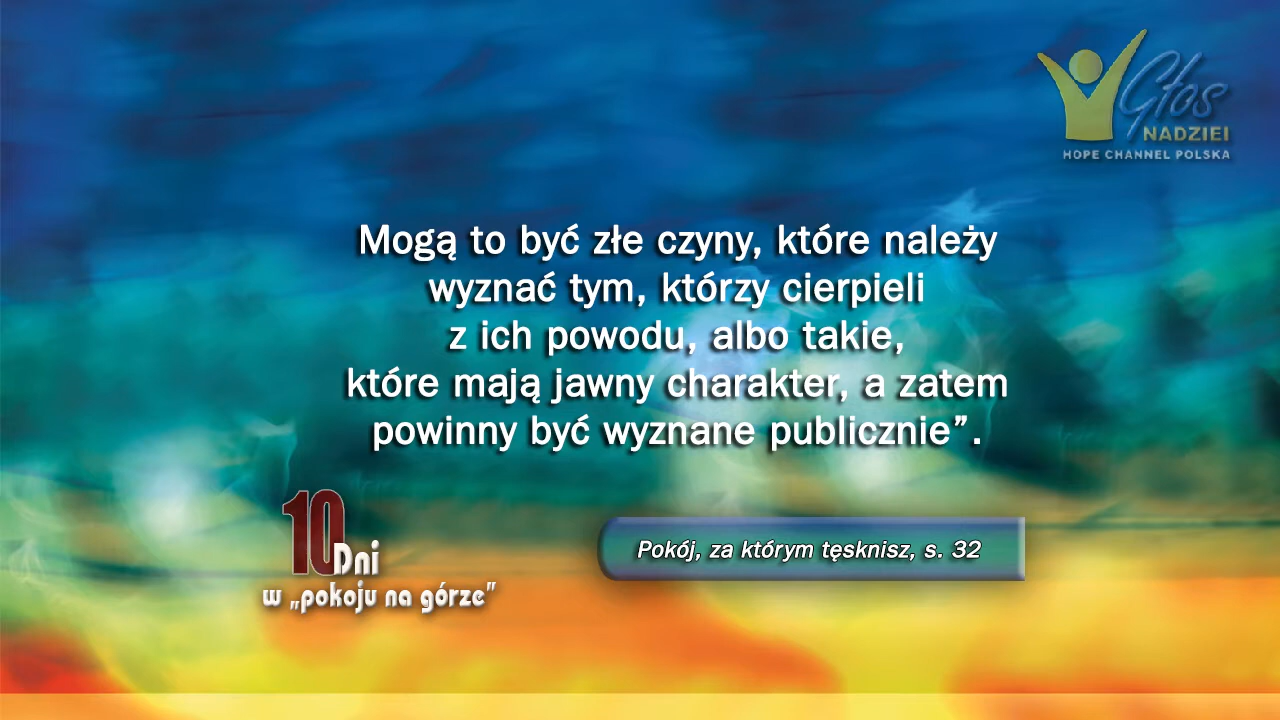 Głos
NADZIEI
HOPE CHANNEL POLSKA
Mogą to być złe czyny, które należy
wyznać tym, którzy cierpieli
z ich powodu, albo takie,
które mają jawny charakter, a zatem
powinny być wyznane publicznie”.
10
Dni
w „pokoju na górze”
Pokój, za którym tęsknisz, s. 32